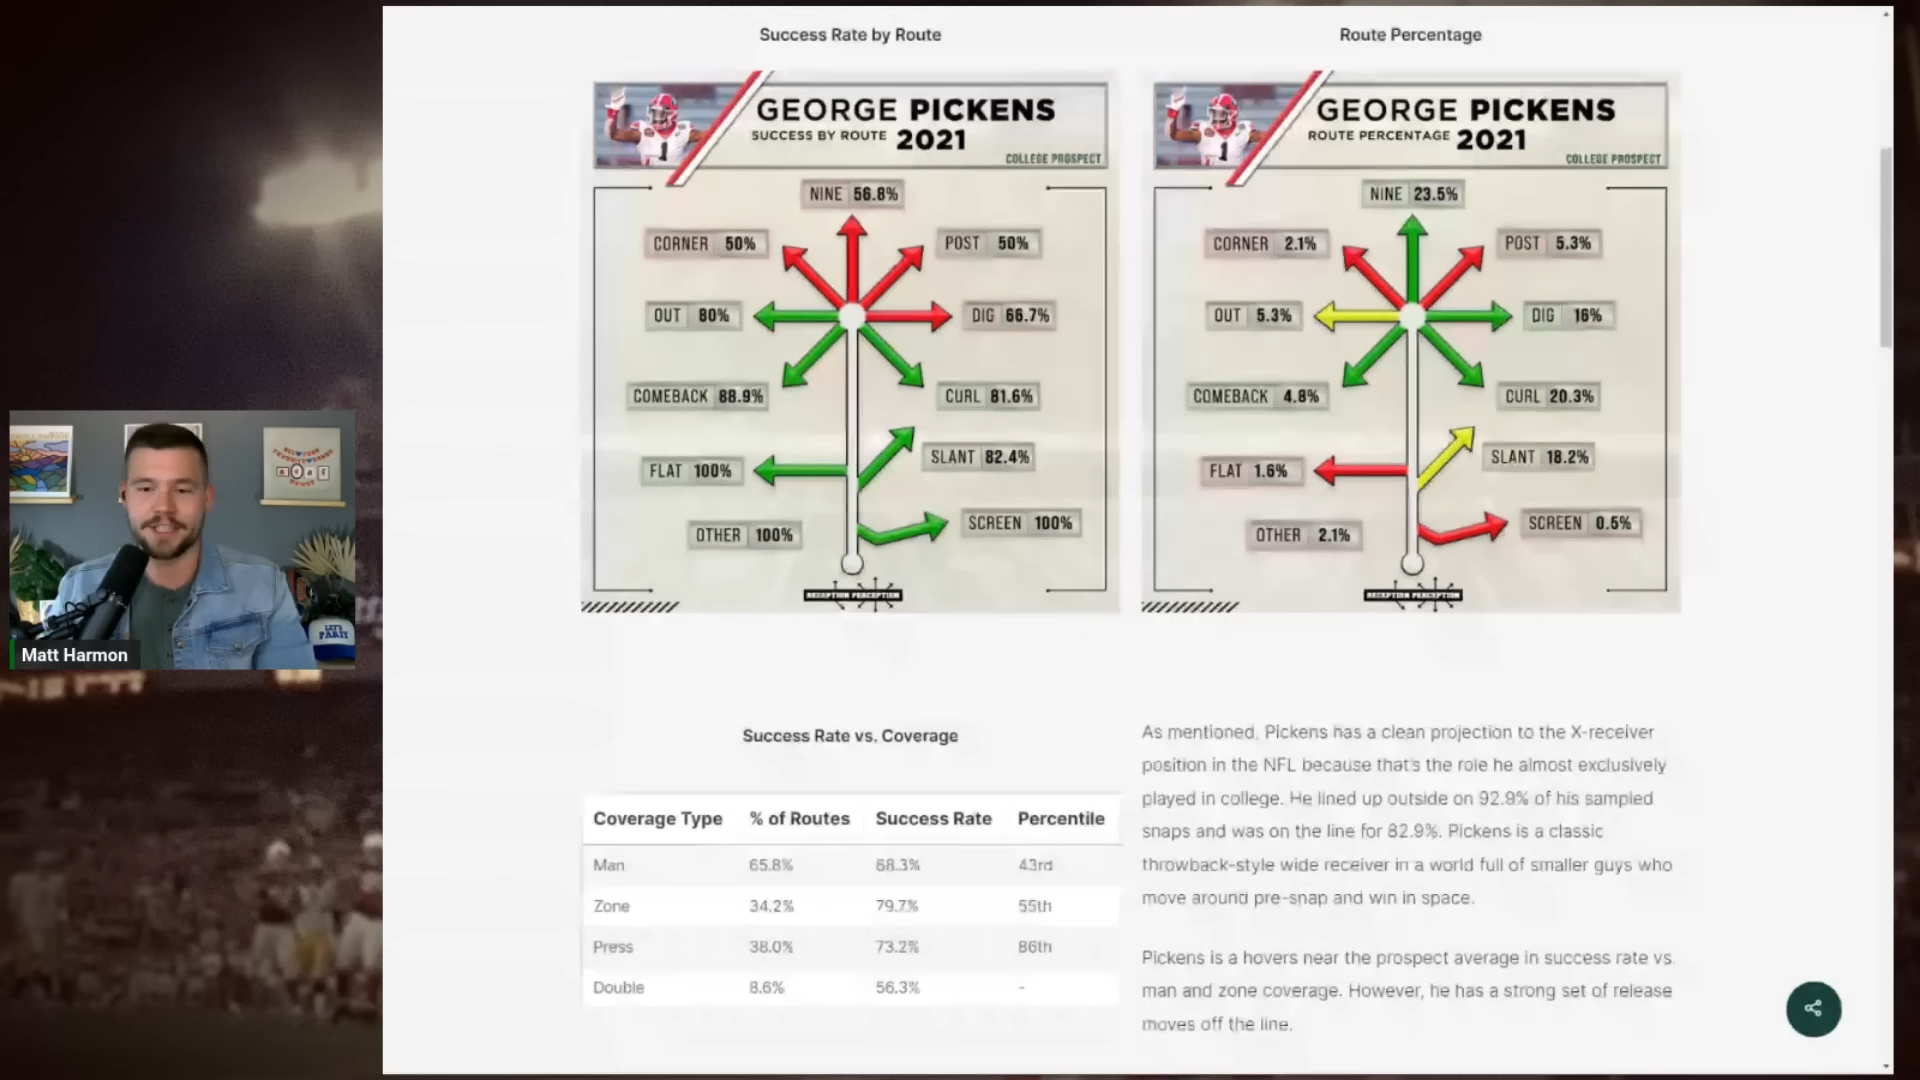 Success Rate by Route
Route Percentage
GEORGE PICKENS
SUCCESS BY ROUTE 2021
COLLEGE PROSPECT
NINE 56.8%
CORNER 50%
POST 50%
OUT 80%
DIG 66.7%
COMEBACK 88.9%
CURL 81.6%
SLANT 82.4%
FLAT 100%
SCREEN 100%
OTHER 100%
RECEPTION PERCEPTION
GEORGE PICKENS
ROUTE PERCENTAGE 2021
COLLEGE PROSPECT
NINE 23.5%
CORNER 2.1%
POST 5.3%
OUT 5.3%
DIG 16%
COMEBACK 4.8%
CURL 20.3%
SLANT 18.2%
FLAT 1.6%
SCREEN 0.5%
OTHER 2.1%
RECEPTION PERCEPTION
LET'S
PARTY
Matt Harmon
Success Rate vs. Coverage
Coverage Type % of Routes Success Rate Percentile
Man 65.8% 68.3% 43rd
Zone 34.2% 79.7% 55th
Press 38.0% 73.2% 86th
Double 8.6% 56.3% -
As mentioned, Pickens has a clean projection to the X-receiver
position in the NFL because that's the role he almost exclusively
played in college. He lined up outside on 92.9% of his sampled
snaps and was on the line for 82.9%. Pickens is a classic
throwback-style wide receiver in a world full of smaller guys who
move around pre-snap and win in space.
Pickens is a hovers near the prospect average in success rate vs.
man and zone coverage. However, he has a strong set of release
moves off the line.